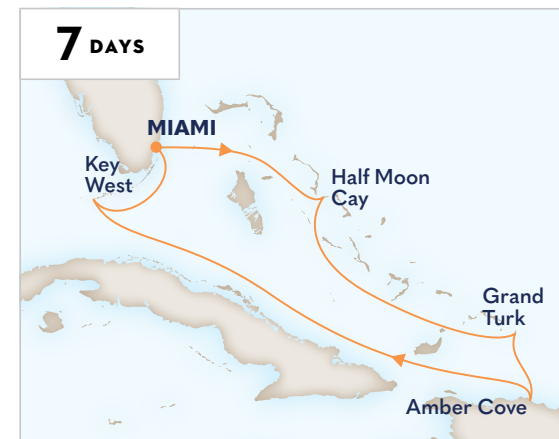 7 DAYS
MIAMI
Key
West
Half Moon
Cay
Grand
Turk
Amber Cove